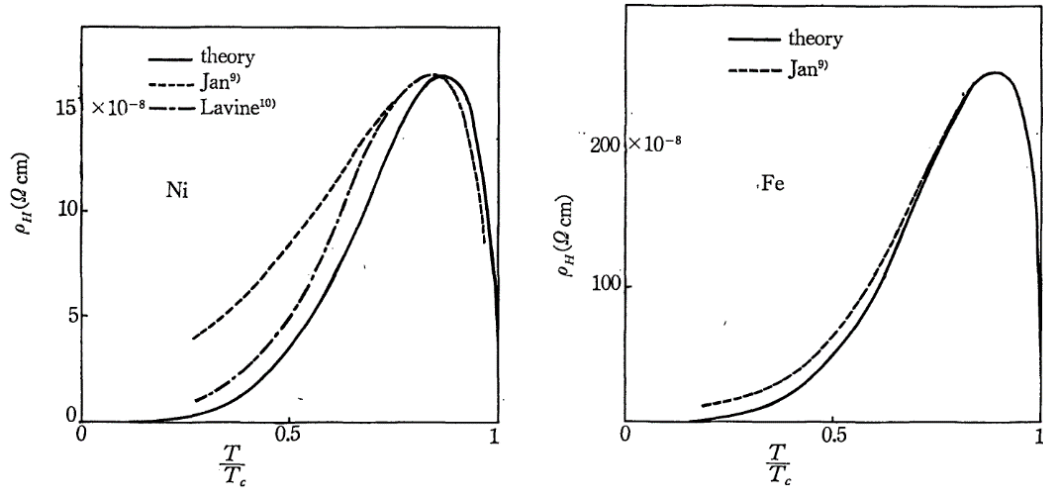 theory
Jan⁹⁾
Lavine¹⁰⁾
15 ×10⁻⁸
Ni
10
5
0
ρ_H(Ω cm)
0 0.5 1
T
T_c
theory
Jan⁹⁾
200 ×10⁻⁸
Fe
100
ρ_H(Ω cm)
0 0.5 1
T
T_c